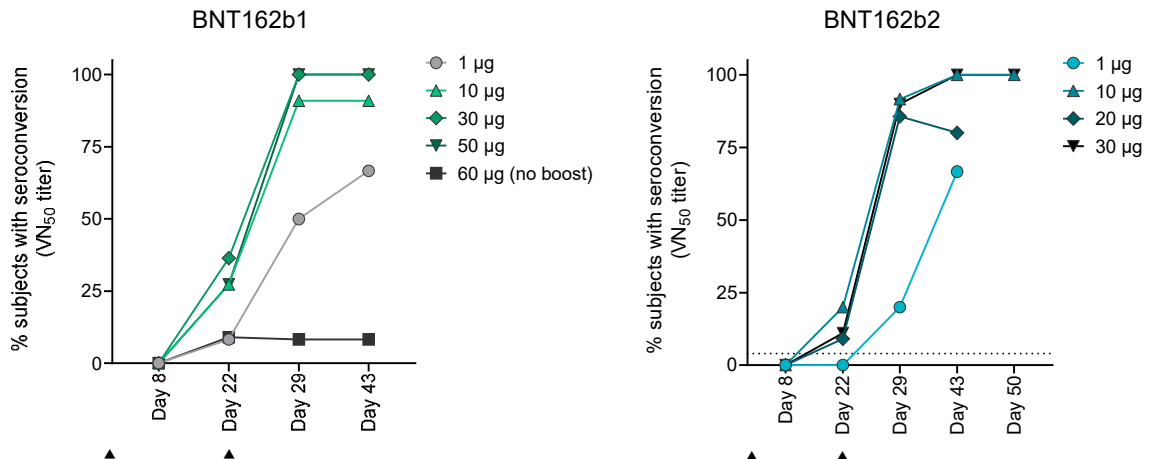 BNT162b1
% subjects with seroconversion
(VN50 titer)
100
75
50
25
0
Day 8
Day 22
Day 29
Day 43
1 µg
10 µg
30 µg
50 µg
60 µg (no boost)
BNT162b2
% subjects with seroconversion
(VN50 titer)
100
75
50
25
0
Day 8
Day 22
Day 29
Day 43
Day 50
1 µg
10 µg
20 µg
30 µg